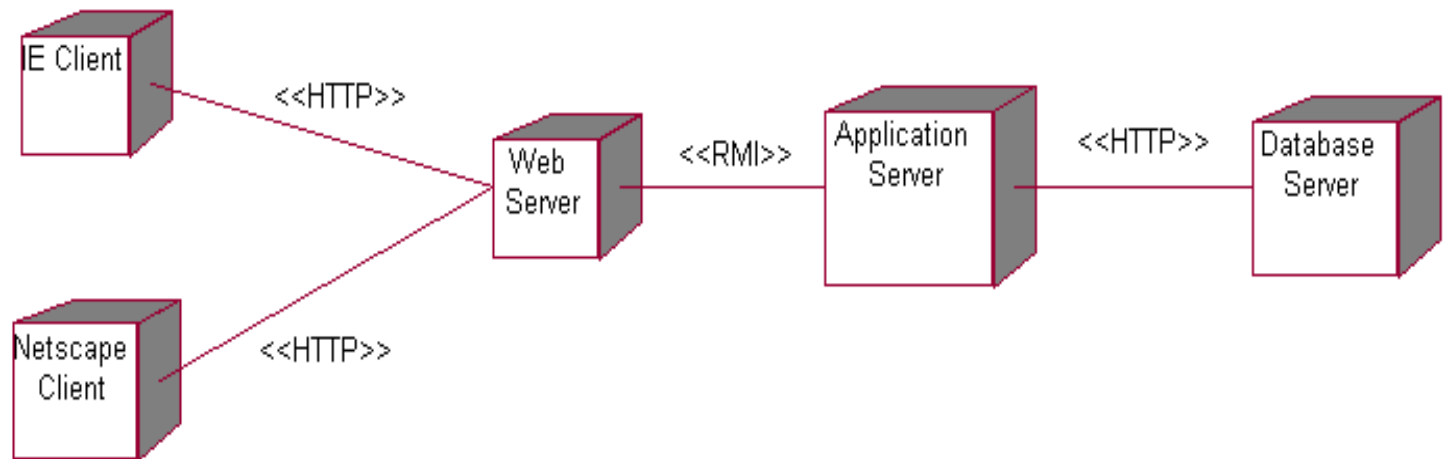 IE Client
<<HTTP>>
Web
Server
<<RMI>>
Application
Server
<<HTTP>>
Database
Server
Netscape
Client
<<HTTP>>